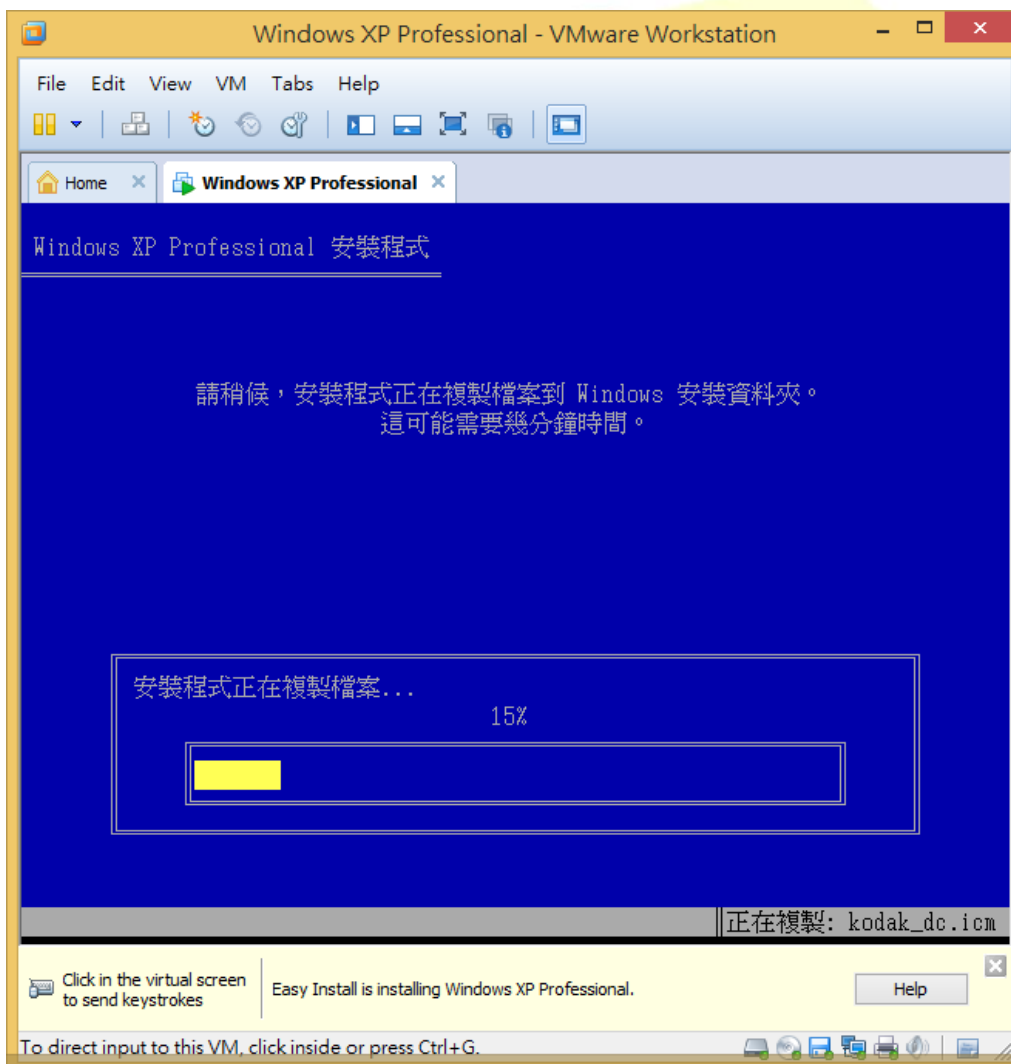 Windows XP Professional - VMware Workstation
File Edit View VM Tabs Help
Home
Windows XP Professional
Windows XP Professional 安裝程式
請稍候，安裝程式正在複製檔案到 Windows 安裝資料夾。
這可能需要幾分鐘時間。
安裝程式正在複製檔案...
15%
正在複製: kodak_dc.icm
Click in the virtual screen
to send keystrokes
Easy Install is installing Windows XP Professional.
Help
To direct input to this VM, click inside or press Ctrl+G.